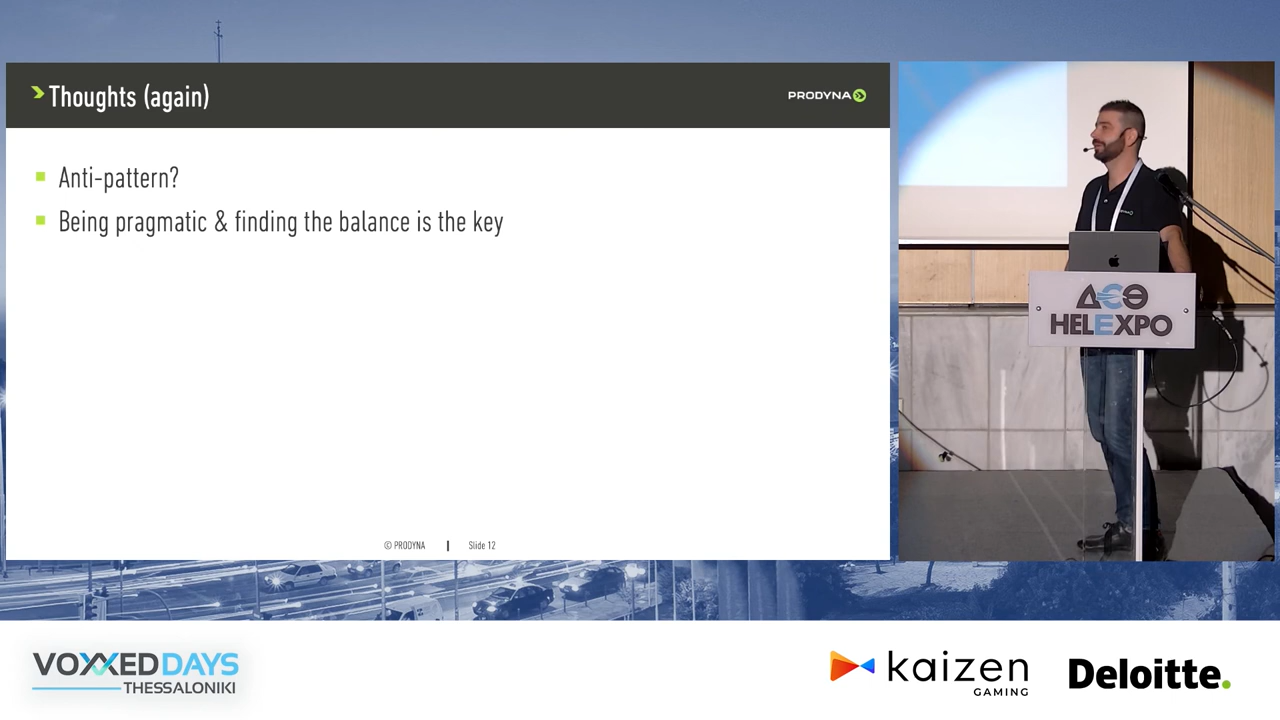 Thoughts (again)
PRODYNA
Anti-pattern?
Being pragmatic & finding the balance is the key
© PRODYNA | Slide 12
ΔΕΘ
HELEXPO
VOXXED DAYS
THESSALONIKI
kaizen
GAMING
Deloitte.